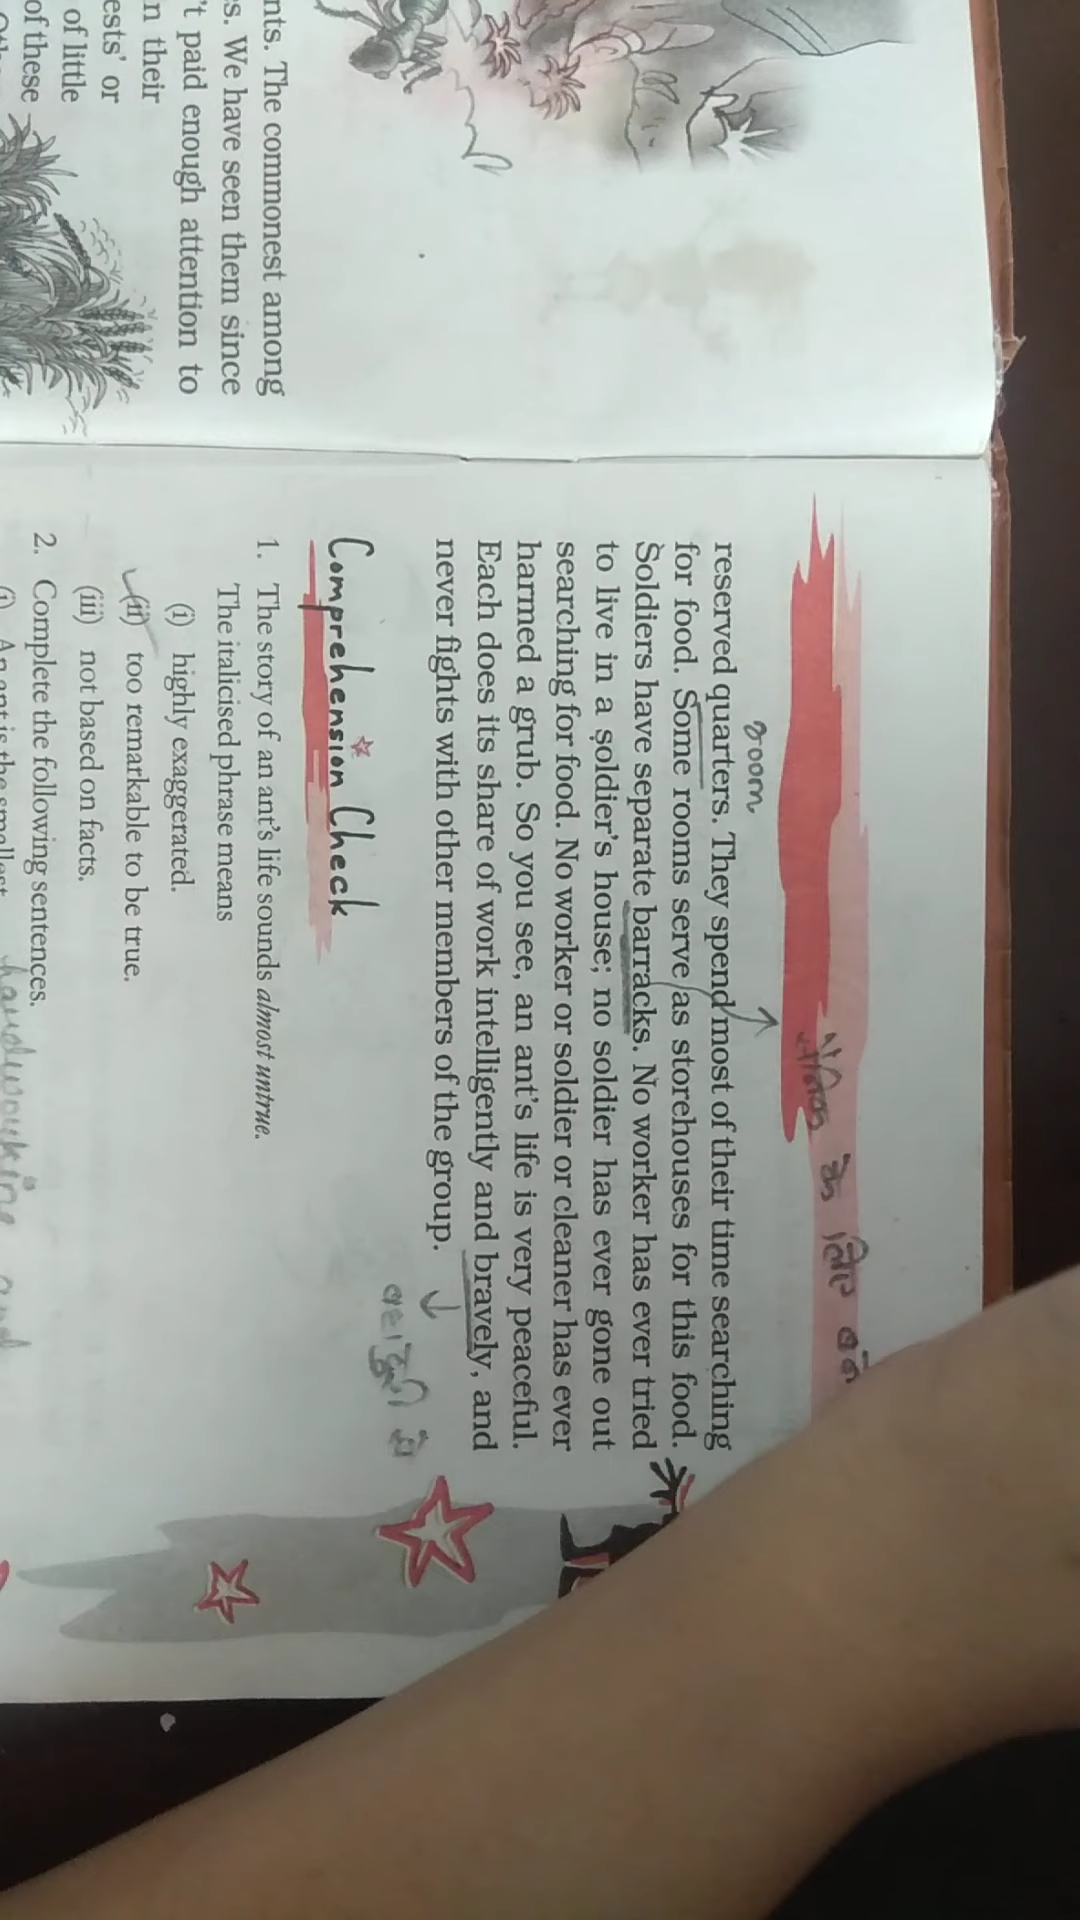 nts. The commonest among
s. We have seen them since
't paid enough attention to
n their
ests' or
of little
of these
room
reserved quarters. They spend most of their time searching
for food. Some rooms serve as storehouses for this food.
Soldiers have separate barracks. No worker has ever tried
to live in a soldier's house; no soldier has ever gone out
searching for food. No worker or soldier or cleaner has ever
harmed a grub. So you see, an ant's life is very peaceful.
Each does its share of work intelligently and bravely, and
never fights with other members of the group.
Comprehension Check
1. The story of an ant's life sounds almost untrue.
The italicised phrase means
(i) highly exaggerated.
(ii) too remarkable to be true.
(iii) not based on facts.
2. Complete the following sentences.
(i) An ant is the smallest
hardworking and